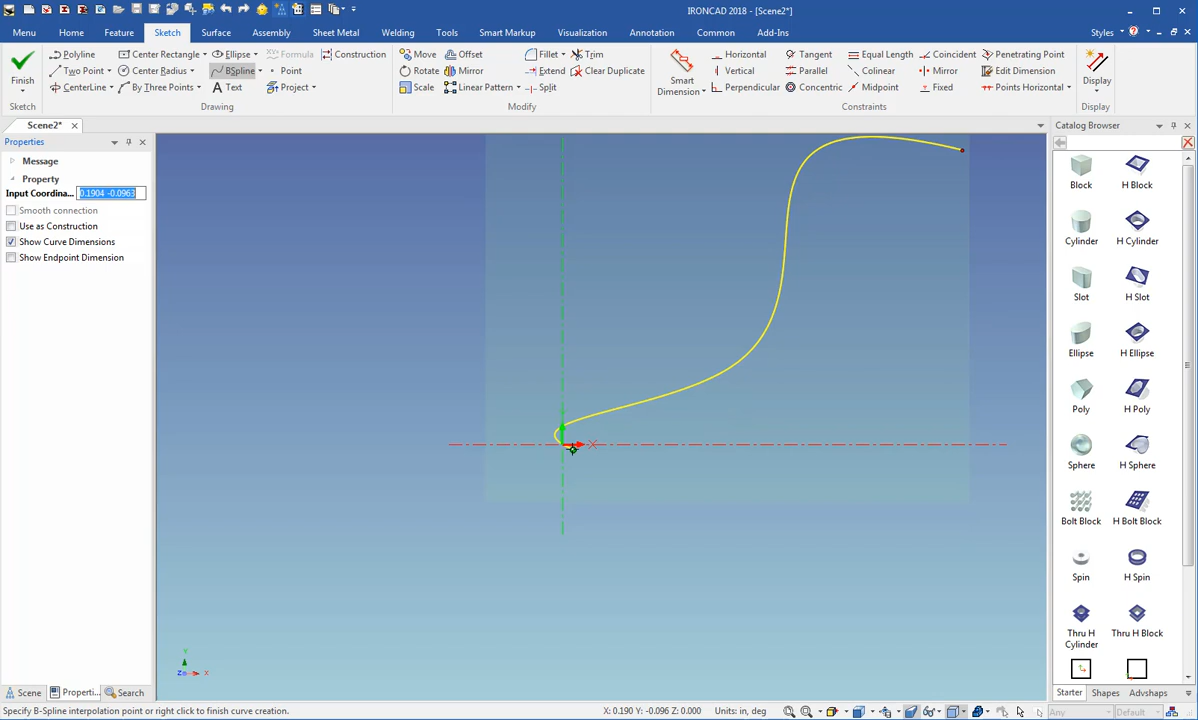 IRONCAD 2018 - [Scene2*]
Menu Home Feature Sketch Surface Assembly Sheet Metal Welding Tools Smart Markup Visualization Annotation Common Add-Ins Styles
Polyline Center Rectangle Ellipse Formula Construction Move Offset Fillet Trim Horizontal Tangent Equal Length Coincident Penetrating Point
Two Point Center Radius BSpline Point Rotate Mirror Extend Clear Duplicate Vertical Parallel Colinear Mirror Edit Dimension
Finish Smart Dimension Display
CenterLine By Three Points Text Project Scale Linear Pattern Split Perpendicular Concentric Midpoint Fixed Points Horizontal
Sketch Drawing Modify Constraints Display
Scene2*
Properties
Message
Property
Input Coordina... 0.1904 -0.0963
Smooth connection
Use as Construction
Show Curve Dimensions
Show Endpoint Dimension
X
Y
Z X
Catalog Browser
Block H Block
Cylinder H Cylinder
Slot H Slot
Ellipse H Ellipse
Poly H Poly
Sphere H Sphere
Bolt Block H Bolt Block
Spin H Spin
Thru H Cylinder Thru H Block
Starter Shapes Advshaps
Scene Properti... Search
Specify B-Spline interpolation point or right click to finish curve creation. X: 0.190 Y: -0.096 Z: 0.000 Units: in, deg Any Default